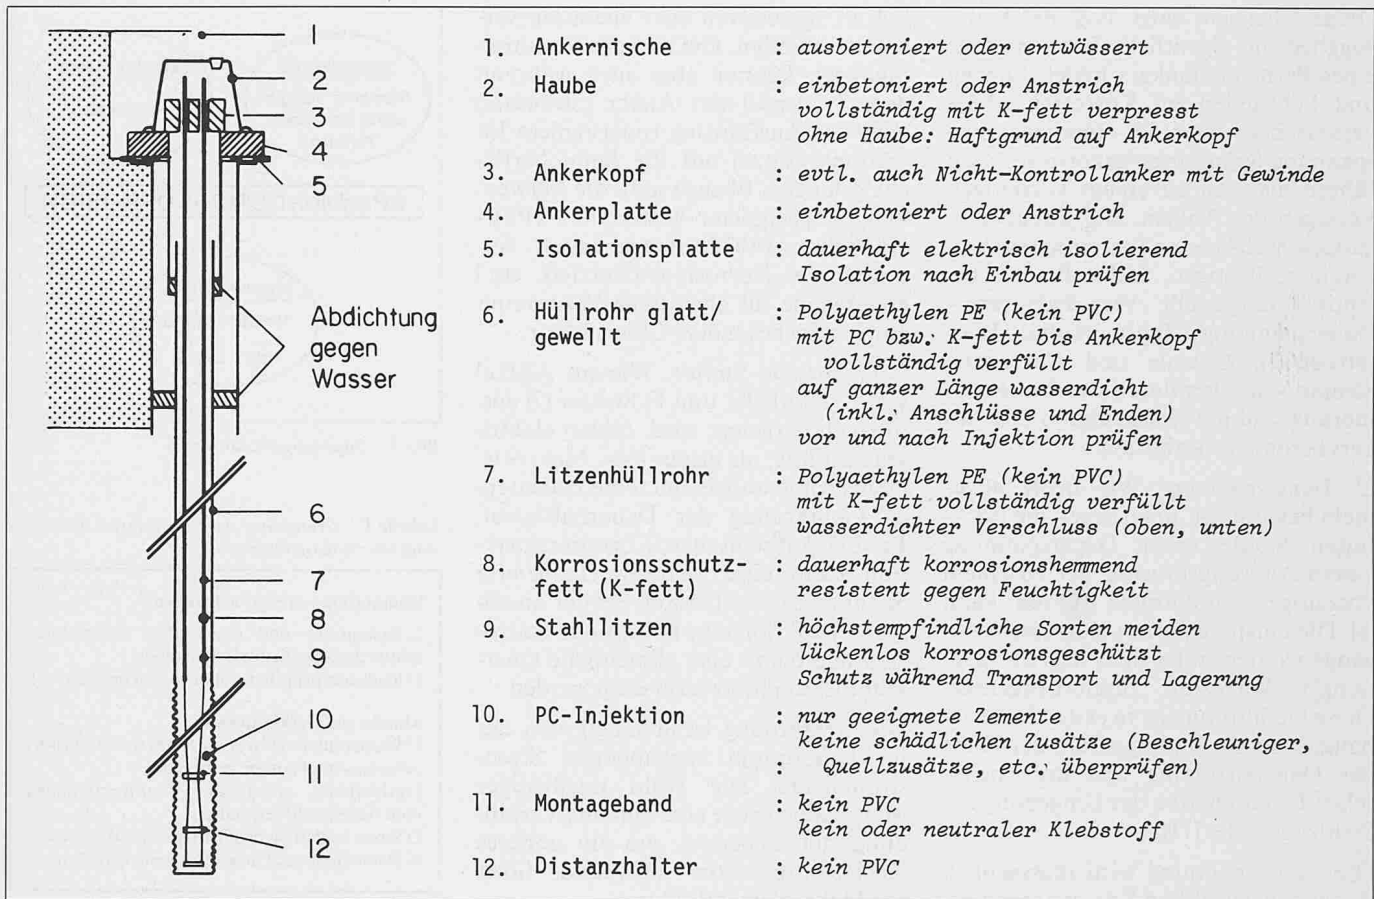 1
2
3
4
5
Abdichtung
gegen
Wasser
6
7
8
9
10
11
12
1. Ankernische : ausbetoniert oder entwässert
2. Haube : einbetoniert oder Anstrich
vollständig mit K-fett verpresst
ohne Haube: Haftgrund auf Ankerkopf
3. Ankerkopf : evtl. auch Nicht-Kontrollanker mit Gewinde
4. Ankerplatte : einbetoniert oder Anstrich
5. Isolationsplatte : dauerhaft elektrisch isolierend
Isolation nach Einbau prüfen
6. Hüllrohr glatt/ : Polyaethylen PE (kein PVC)
gewellt mit PC bzw. K-fett bis Ankerkopf
vollständig verfüllt
auf ganzer Länge wasserdicht
(inkl. Anschlüsse und Enden)
vor und nach Injektion prüfen
7. Litzenhüllrohr : Polyaethylen PE (kein PVC)
mit K-fett vollständig verfüllt
wasserdichter Verschluss (oben, unten)
8. Korrosionsschutz- : dauerhaft korrosionshemmend
fett (K-fett) resistent gegen Feuchtigkeit
9. Stahllitzen : höchstempfindliche Sorten meiden
lückenlos korrosionsgeschützt
Schutz während Transport und Lagerung
10. PC-Injektion : nur geeignete Zemente
keine schädlichen Zusätze (Beschleuniger,
: Quellzusätze, etc. überprüfen)
11. Montageband : kein PVC
kein oder neutraler Klebstoff
12. Distanzhalter : kein PVC